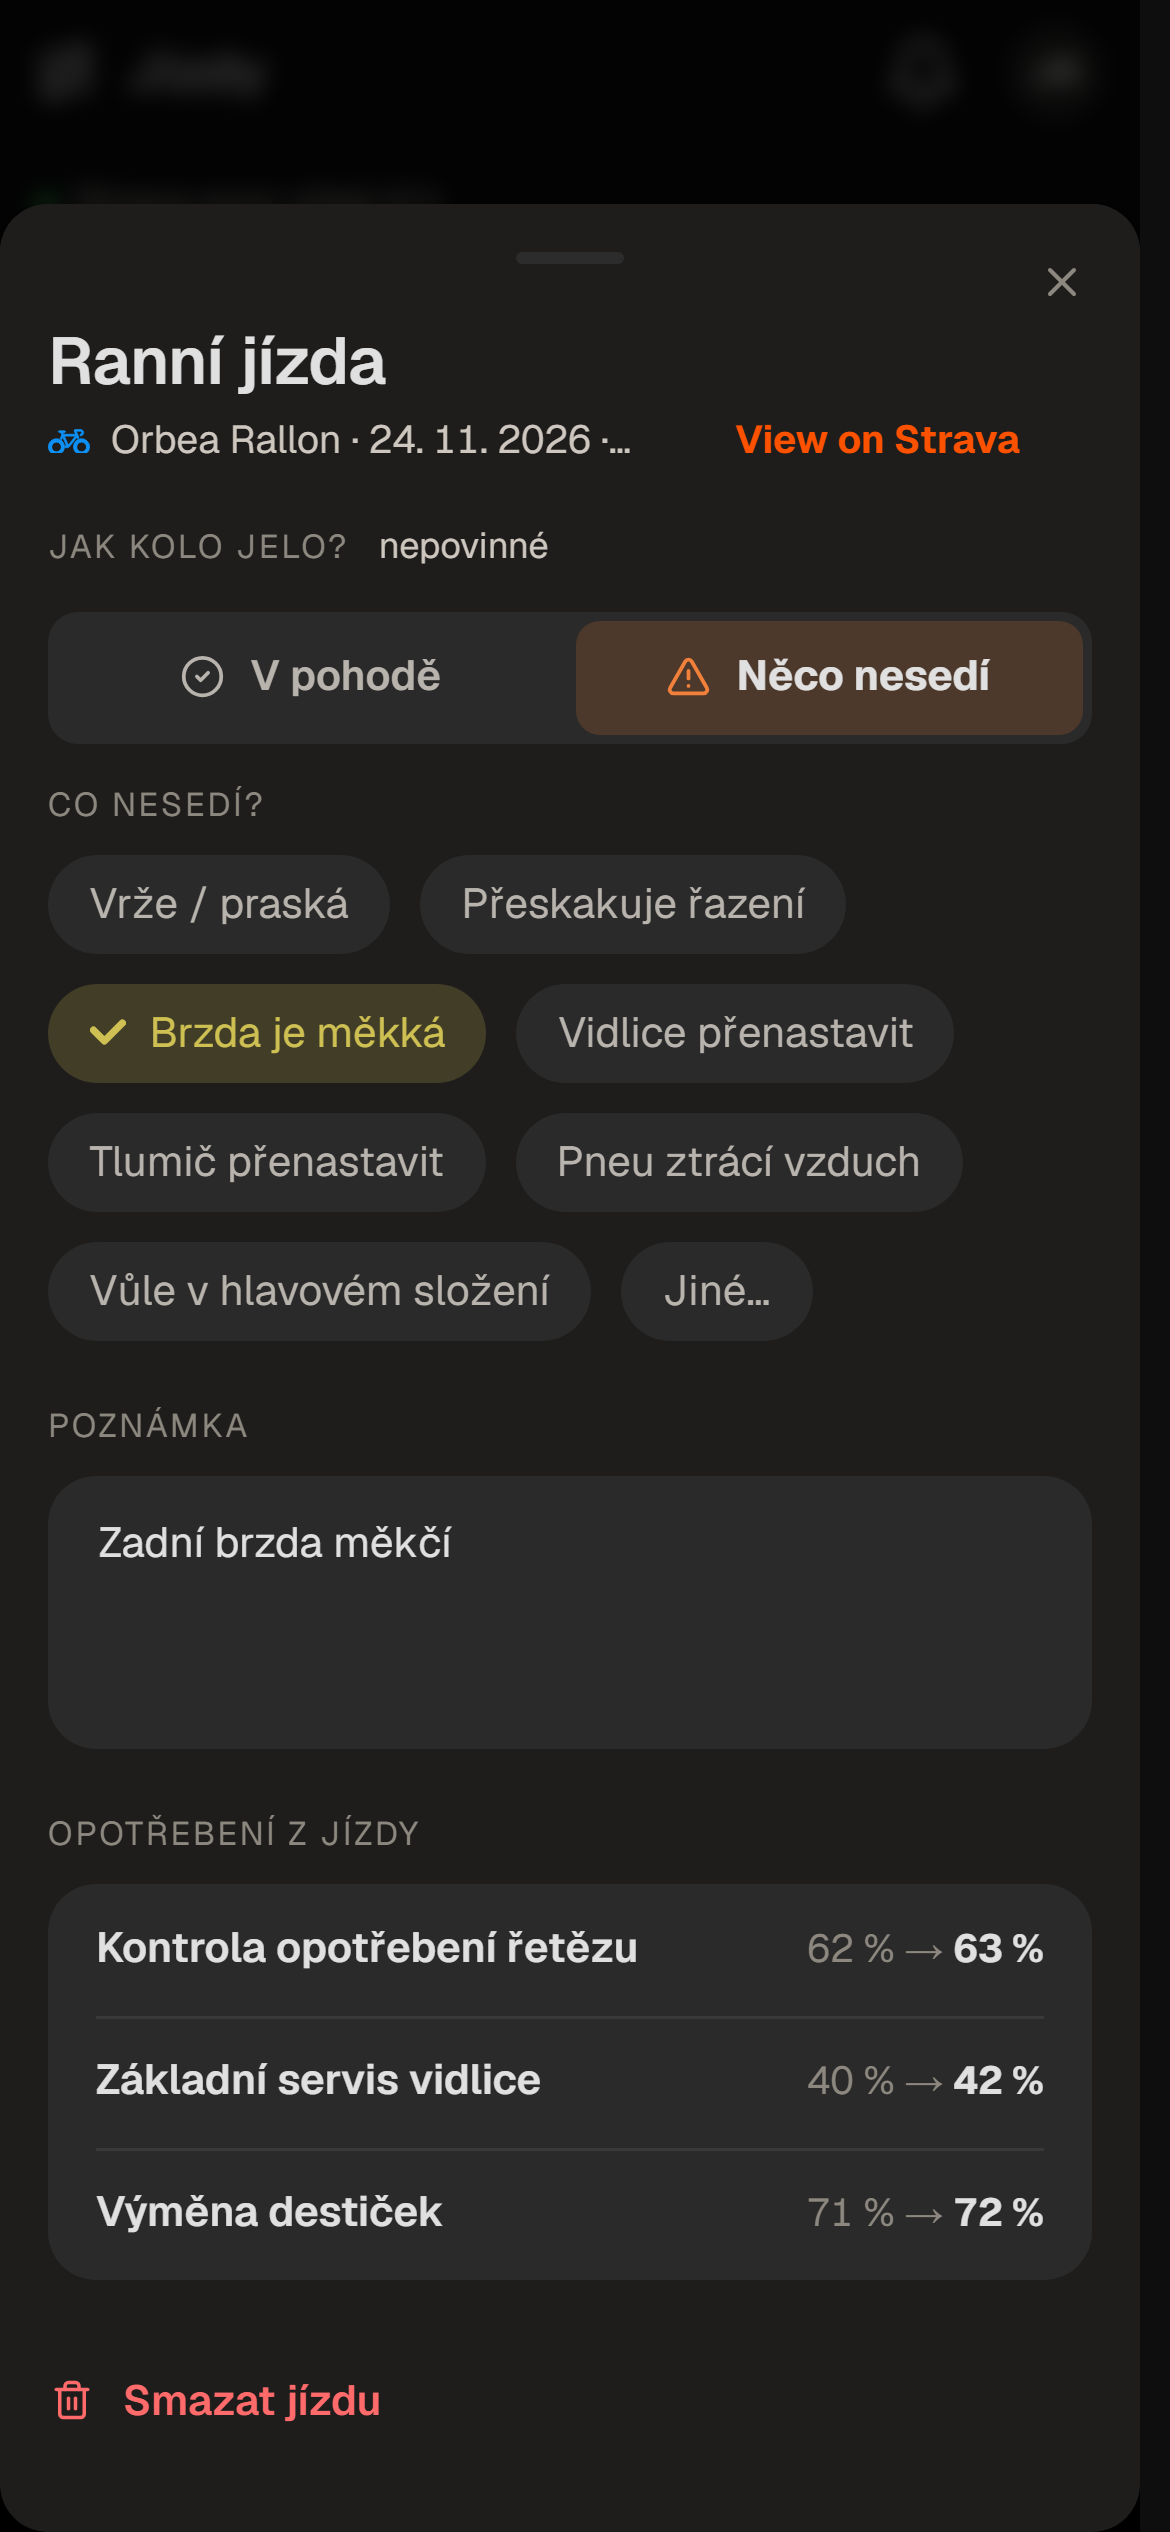 Ranní jízda
Orbea Rallon · 24. 11. 2026 ·...
View on Strava
JAK KOLO JELO? nepovinné
V pohodě
Něco nesedí
CO NESEDÍ?
Vrže / praská
Přeskakuje řazení
Brzda je měkká
Vidlice přenastavit
Tlumič přenastavit
Pneu ztrácí vzduch
Vůle v hlavovém složení
Jiné...
POZNÁMKA
Zadní brzda měkčí
OPOTŘEBENÍ Z JÍZDY
Kontrola opotřebení řetězu 62 % → 63 %
Základní servis vidlice 40 % → 42 %
Výměna destiček 71 % → 72 %
Smazat jízdu